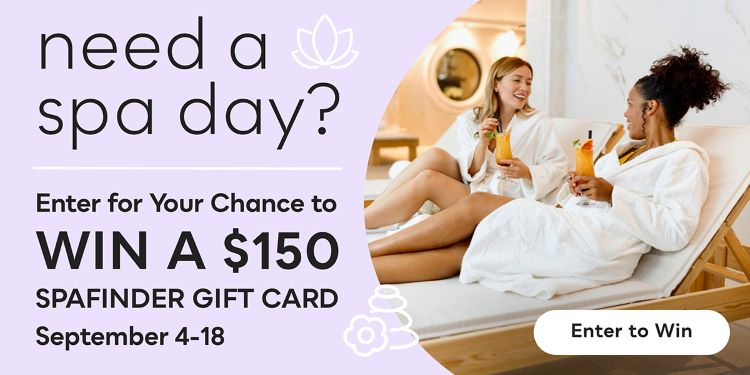 need a
spa day?
Enter for Your Chance to
WIN A $150
SPAFINDER GIFT CARD
September 4-18
Enter to Win